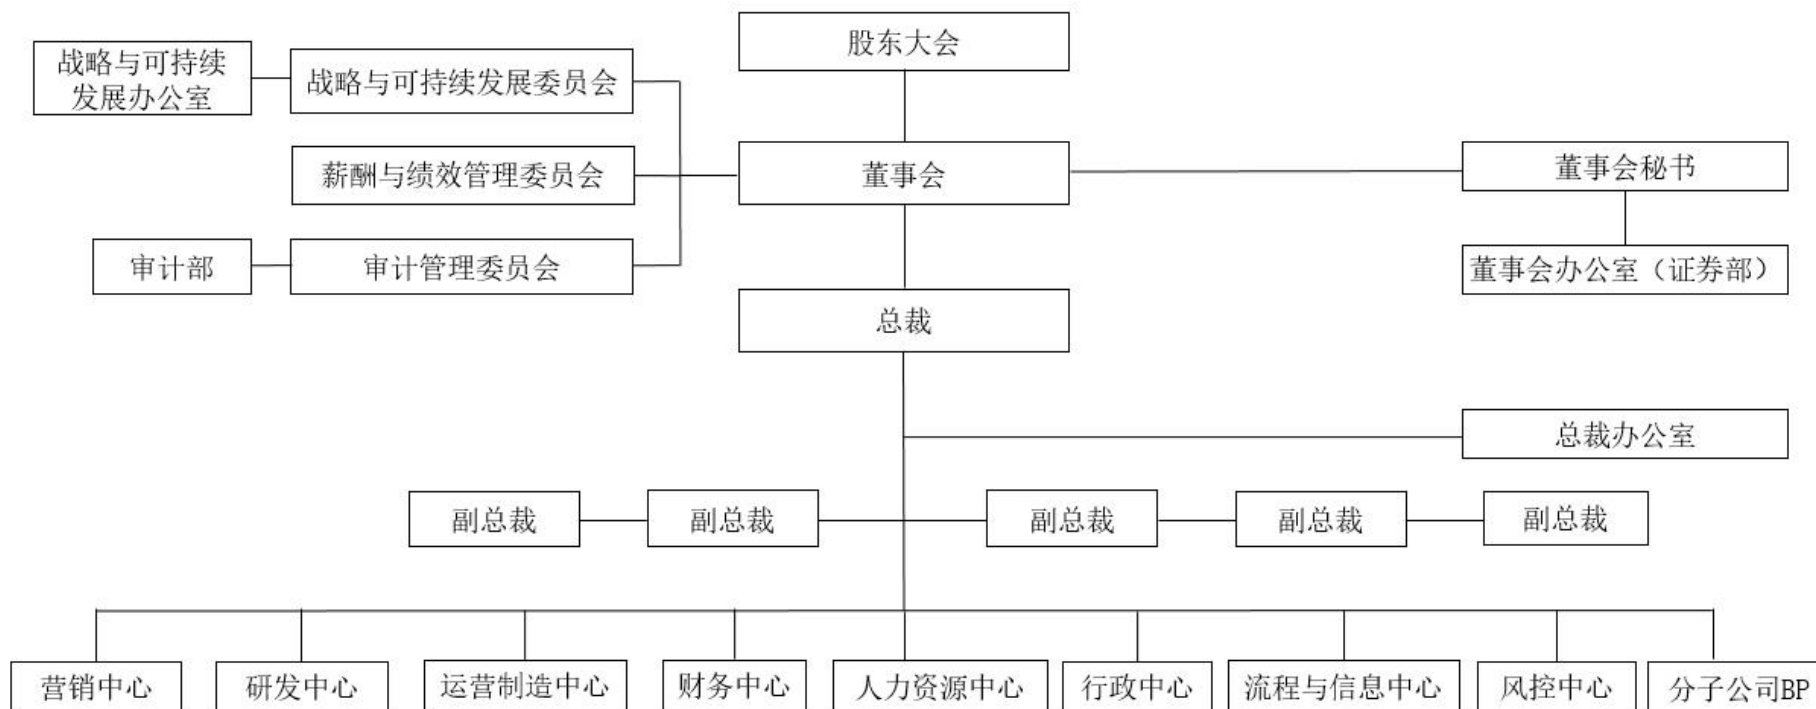 股东大会
战略与可持续
发展办公室
战略与可持续发展委员会
薪酬与绩效管理委员会
董事会
董事会秘书
审计部
审计管理委员会
董事会办公室（证券部）
总裁
总裁办公室
副总裁
副总裁
副总裁
副总裁
副总裁
营销中心
研发中心
运营制造中心
财务中心
人力资源中心
行政中心
流程与信息中心
风控中心
分子公司BP